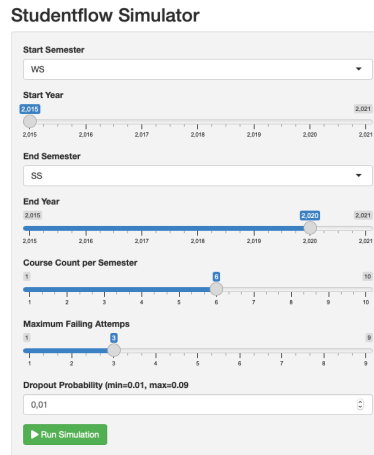 Studentflow Simulator
Start Semester
WS
Start Year
2,015 2,021
2,015 2,016 2,017 2,018 2,019 2,020 2,021
End Semester
SS
End Year
2,015 2,020 2,021
2,015 2,016 2,017 2,018 2,019 2,020 2,021
Course Count per Semester
1 6 10
1 2 3 4 5 6 7 8 9 10
Maximum Failing Attemps
1 3 9
1 2 3 4 5 6 7 8 9
Dropout Probability (min=0.01, max=0.09
0,01
Run Simulation